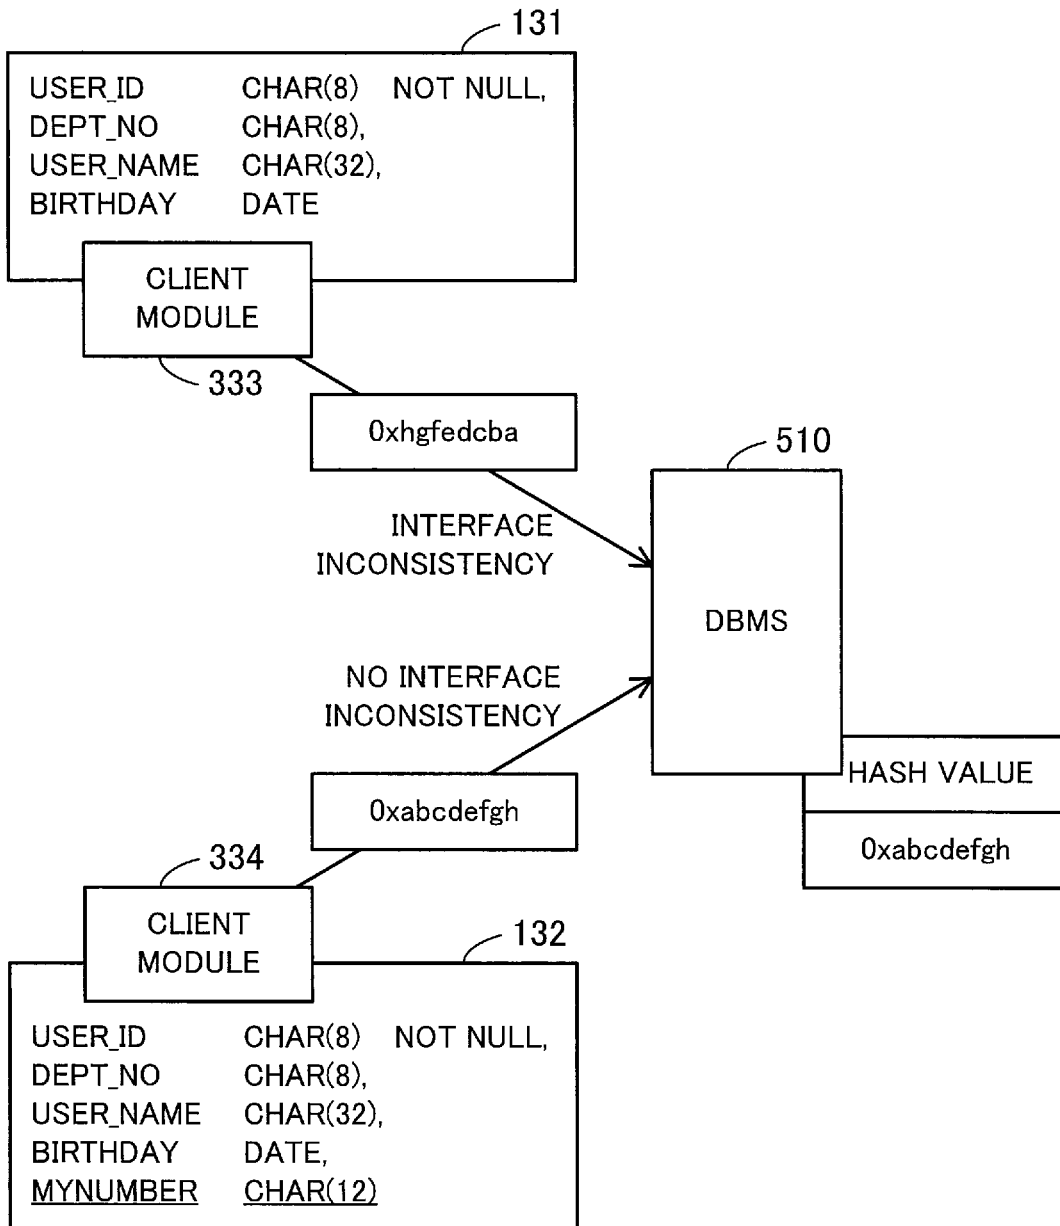 131
USER_ID CHAR(8) NOT NULL,
DEPT_NO CHAR(8),
USER_NAME CHAR(32),
BIRTHDAY DATE
CLIENT
MODULE
333
0xhgfedcba
510
INTERFACE
INCONSISTENCY
DBMS
NO INTERFACE
INCONSISTENCY
HASH VALUE
0xabcdefgh
0xabcdefgh
334
CLIENT
MODULE
132
USER_ID CHAR(8) NOT NULL,
DEPT_NO CHAR(8),
USER_NAME CHAR(32),
BIRTHDAY DATE,
MYNUMBER CHAR(12)